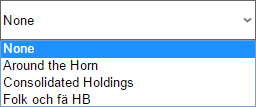 None
None
Around the Horn
Consolidated Holdings
Folk och fä HB